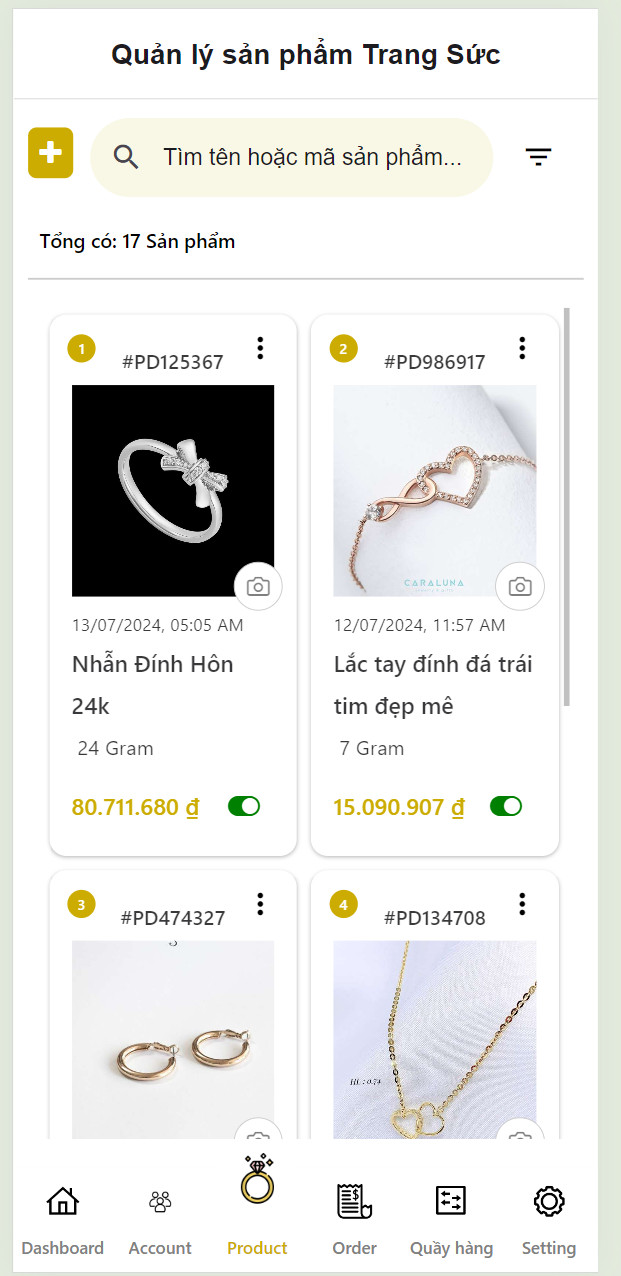 Quản lý sản phẩm Trang Sức
Tìm tên hoặc mã sản phẩm...
Tổng có: 17 Sản phẩm
1
#PD125367
13/07/2024, 05:05 AM
Nhẫn Đính Hôn
24k
24 Gram
80.711.680 ₫
2
#PD986917
CARALUNA
12/07/2024, 11:57 AM
Lắc tay đính đá trái
tim đẹp mê
7 Gram
15.090.907 ₫
3
#PD474327
4
#PD134708
HL : 0.74
Dashboard
Account
Product
Order
Quầy hàng
Setting